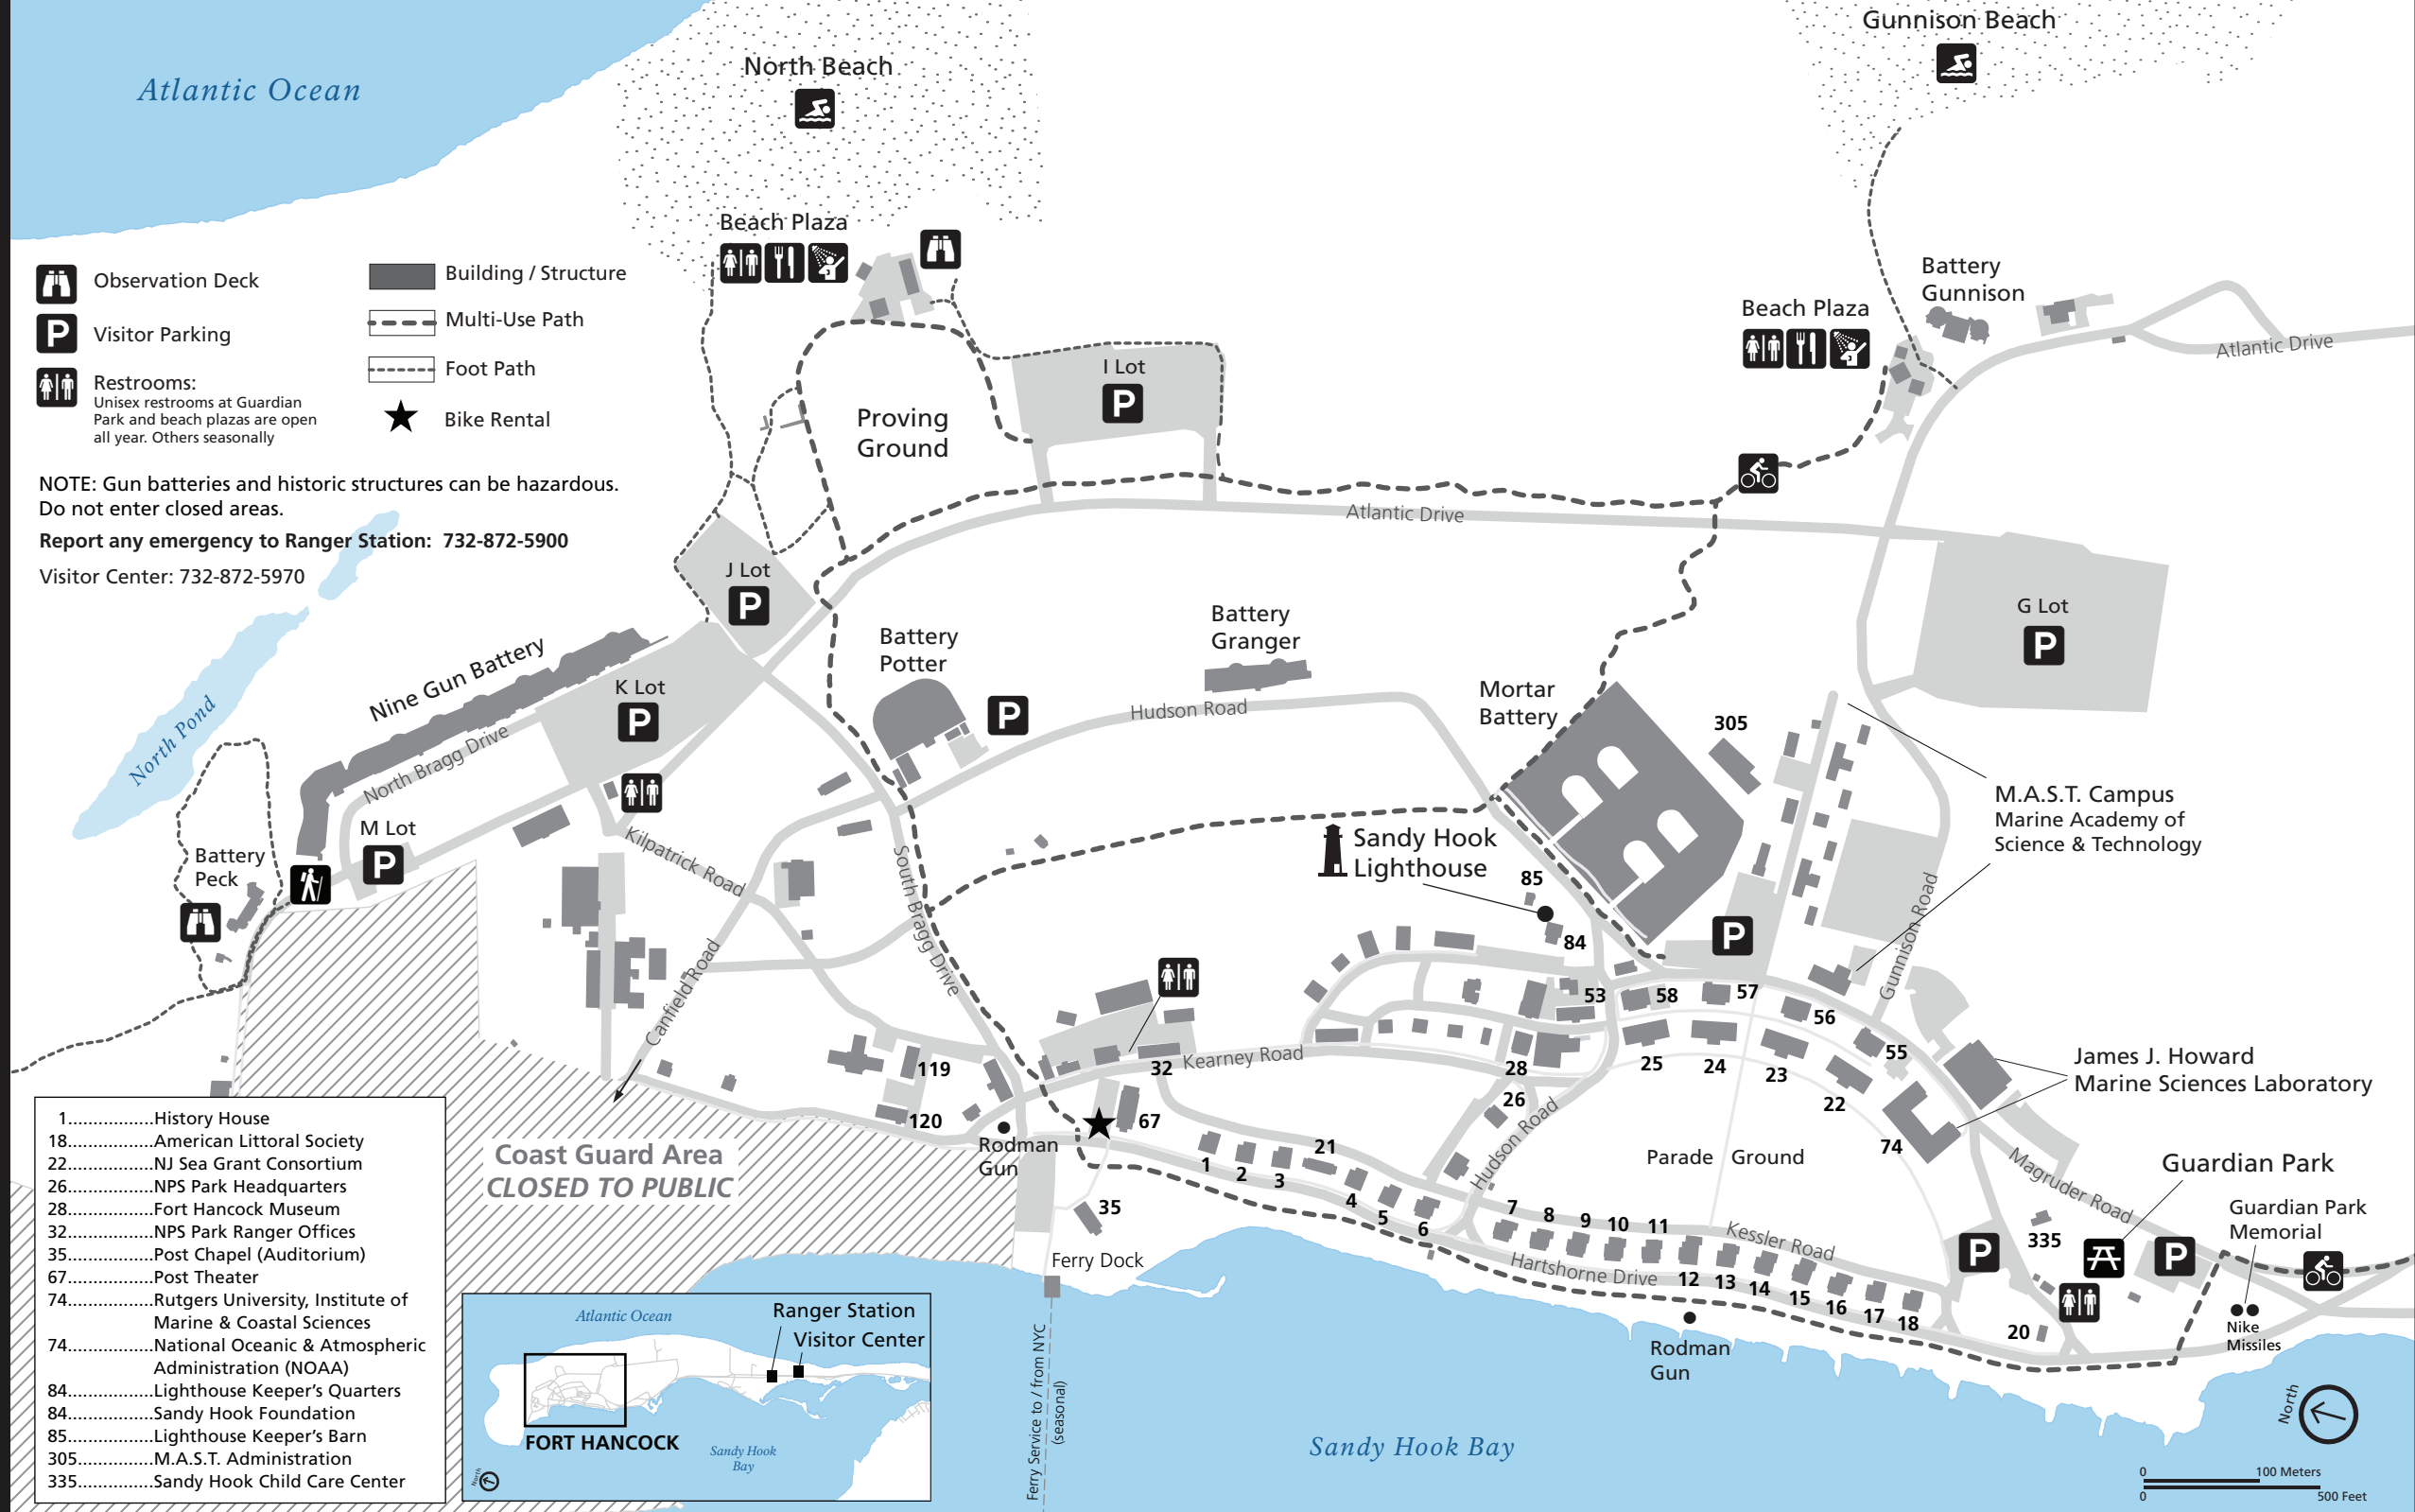 Gunnison Beach
North Beach
Atlantic Ocean
Beach Plaza
Observation Deck
Building / Structure
Visitor Parking
P
Multi-Use Path
Restrooms:
Unisex restrooms at Guardian
Park and beach plazas are open
all year. Others seasonally
Foot Path
Bike Rental
NOTE: Gun batteries and historic structures can be hazardous.
Do not enter closed areas.
Report any emergency to Ranger Station: 732-872-5900
Visitor Center: 732-872-5970
Battery
Gunnison
Beach Plaza
Atlantic Drive
I Lot
P
Proving
Ground
Atlantic Drive
J Lot
P
G Lot
P
Battery
Potter
P
Battery
Granger
Hudson Road
Nine Gun Battery
K Lot
P
North Pond
North Bragg Drive
M Lot
P
Battery
Peck
Kilpatrick Road
Mortar
Battery
305
M.A.S.T. Campus
Marine Academy of
Science & Technology
Sandy Hook
Lighthouse
85
84
P
South Bragg Drive
Canfield Road
Gunnison Road
53
58
57
56
55
25
24
23
22
74
James J. Howard
Marine Sciences Laboratory
119
120
32
Kearney Road
28
26
Hudson Road
67
Rodman
Gun
35
Ferry Dock
1
2
3
21
4
5
6
Parade Ground
Magruder Road
Guardian Park
Guardian Park
Memorial
7
8
9
10
11
Kessler Road
Hartshorne Drive
12
13
14
15
16
17
18
P
335
P
20
Nike
Missiles
Rodman
Gun
Coast Guard Area
CLOSED TO PUBLIC
1.................History House
18...............American Littoral Society
22...............NJ Sea Grant Consortium
26...............NPS Park Headquarters
28...............Fort Hancock Museum
32...............NPS Park Ranger Offices
35...............Post Chapel (Auditorium)
67...............Post Theater
74...............Rutgers University, Institute of
Marine & Coastal Sciences
74...............National Oceanic & Atmospheric
Administration (NOAA)
84...............Lighthouse Keeper's Quarters
84...............Sandy Hook Foundation
85...............Lighthouse Keeper's Barn
305.............M.A.S.T. Administration
335.............Sandy Hook Child Care Center
Atlantic Ocean
Ranger Station
Visitor Center
FORT HANCOCK
Sandy Hook
Bay
North
Ferry Service to / from NYC
(seasonal)
Sandy Hook Bay
North
0 100 Meters
0 500 Feet